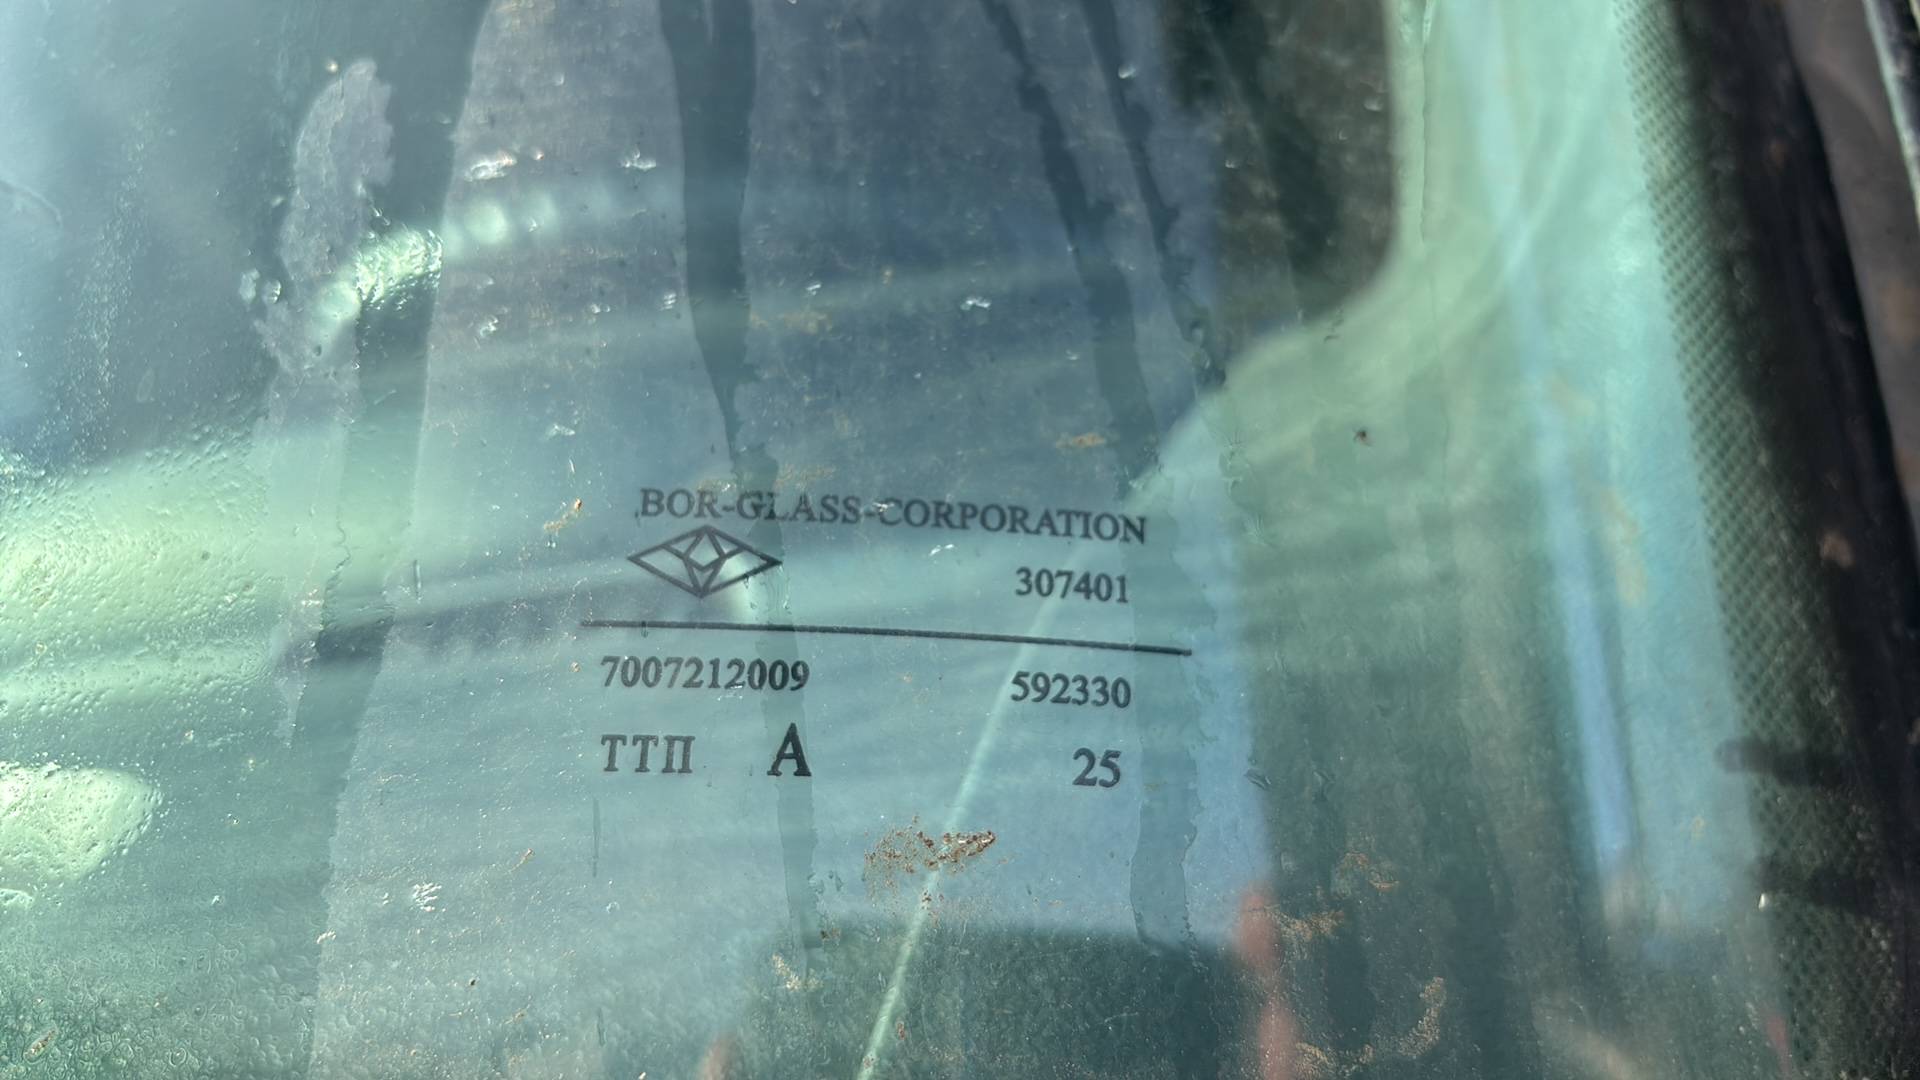 BOR-GLASS-CORPORATION
307401
7007212009 592330
ТТП А 25